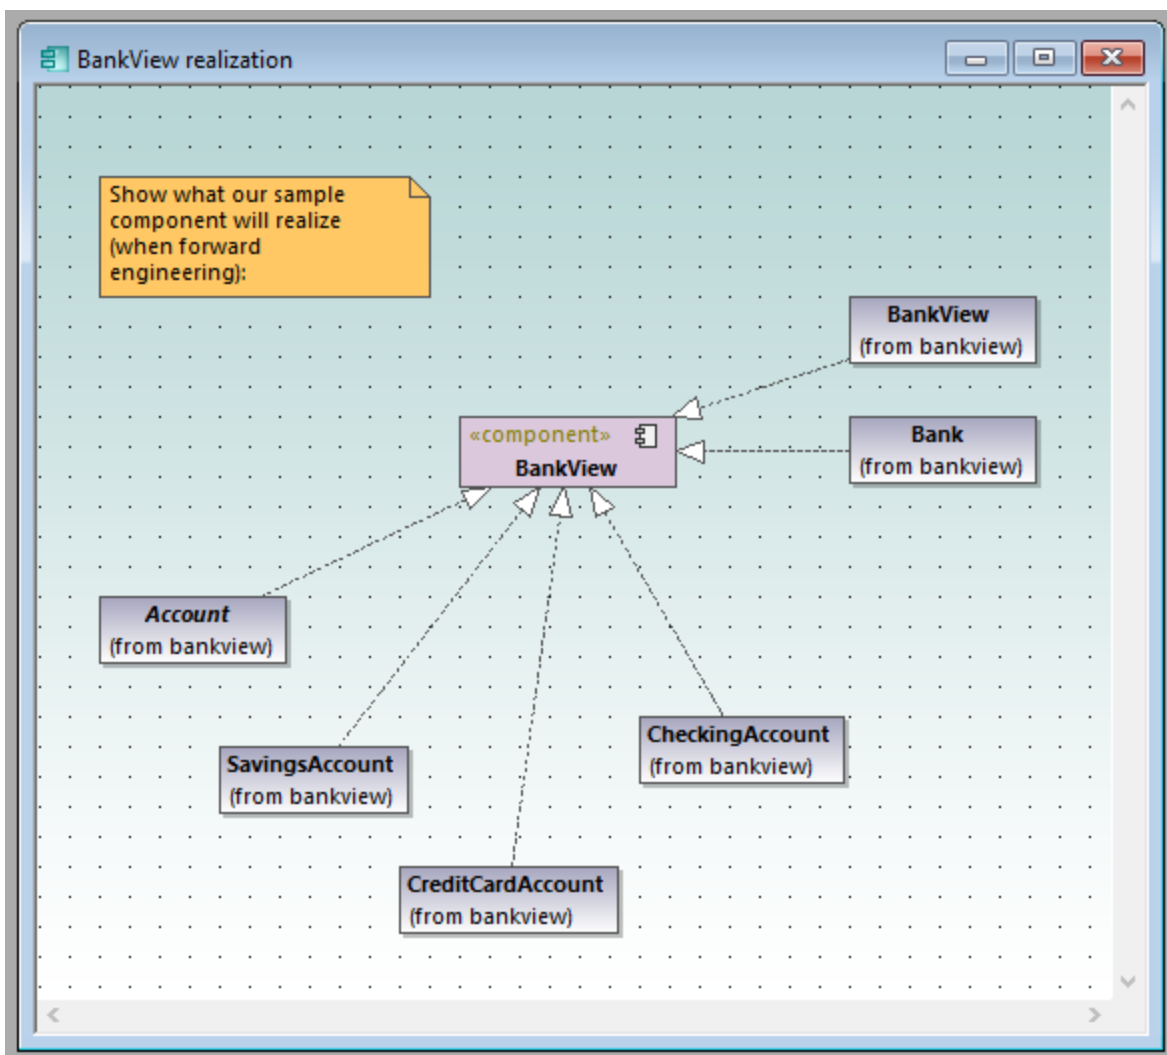 BankView realization
Show what our sample
component will realize
(when forward
engineering):
BankView
(from bankview)
«component»
BankView
Bank
(from bankview)
Account
(from bankview)
CheckingAccount
(from bankview)
SavingsAccount
(from bankview)
CreditCardAccount
(from bankview)